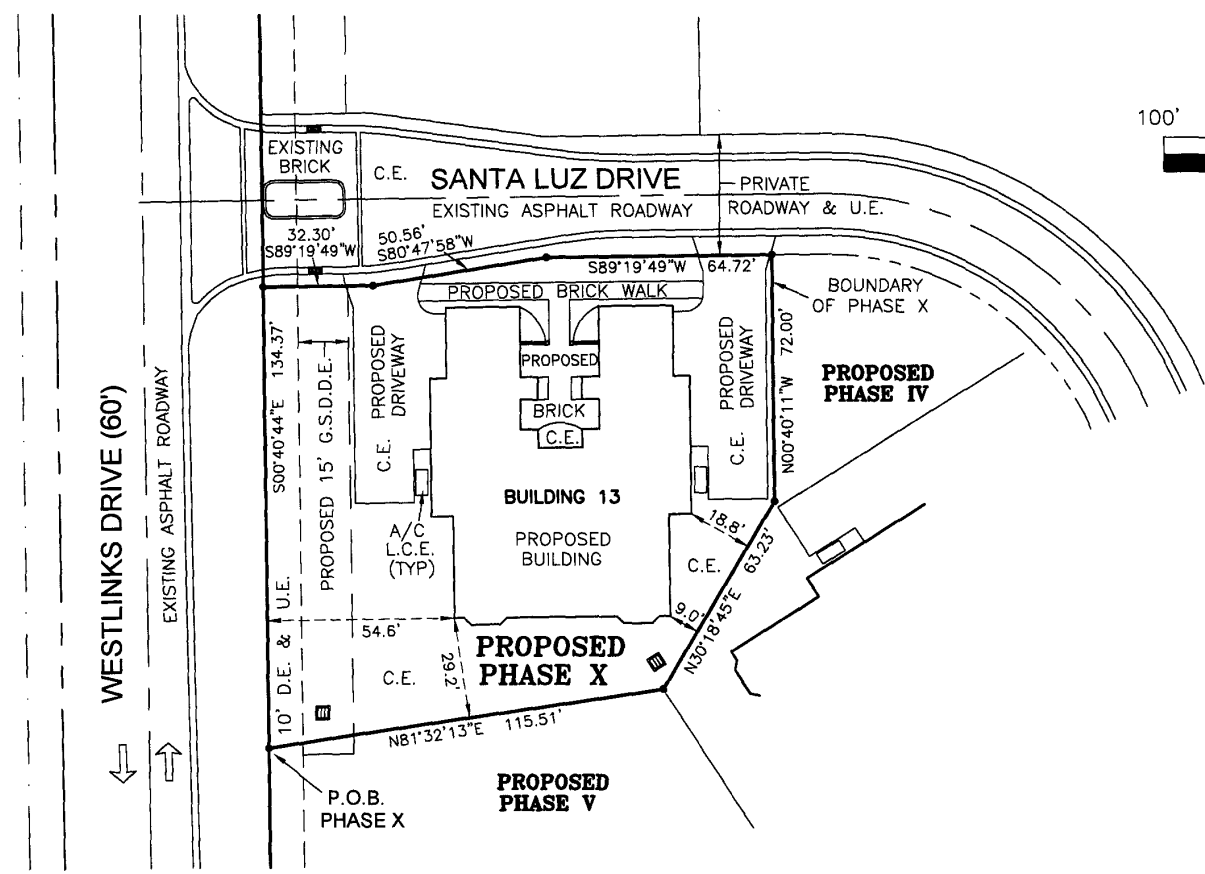 100'
EXISTING
BRICK
C.E.
SANTA LUZ DRIVE
EXISTING ASPHALT ROADWAY
PRIVATE
ROADWAY & U.E.
32.30'
S89°19'49"W
50.56'
S80°47'58"W
S89°19'49"W 64.72'
BOUNDARY
OF PHASE X
PROPOSED BRICK WALK
S00°40'44"E 134.37'
PROPOSED 15' G.S.D.D.E.
PROPOSED
DRIVEWAY
C.E.
PROPOSED
BRICK
C.E.
PROPOSED
DRIVEWAY
C.E.
N00°40'11"W 72.00'
PROPOSED
PHASE IV
WESTLINKS DRIVE (60')
EXISTING ASPHALT ROADWAY
BUILDING 13
PROPOSED
BUILDING
A/C
L.C.E.
(TYP)
18.8'
C.E.
9.0'
N30°18'45"E 63.23'
10' D.E. & U.E.
54.6'
29.2'
C.E.
PROPOSED
PHASE X
N81°32'13"E 115.51'
P.O.B.
PHASE X
PROPOSED
PHASE V